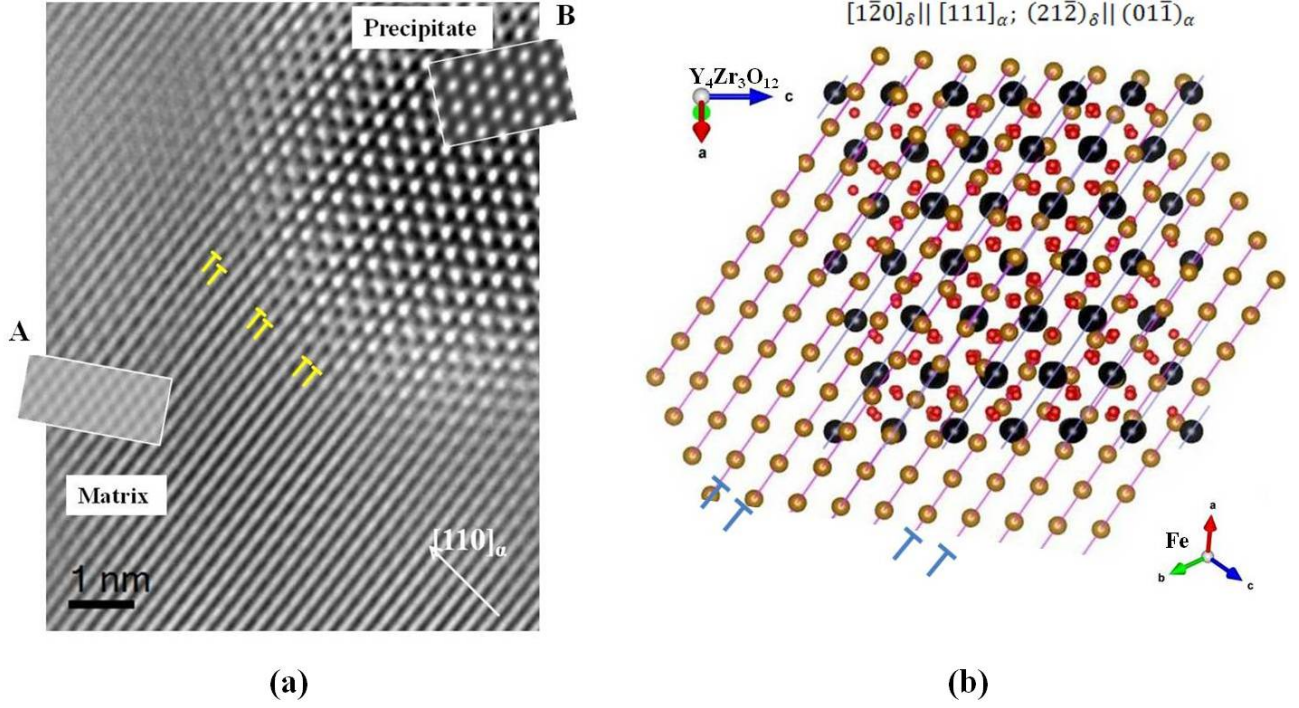 B
Precipitate
A
Matrix
[110]α
1 nm
(a)
[12̅0]δ|| [111]α; (212̅)δ|| (011̅)α
Y4Zr3O12
c
a
Fe
a
b
c
(b)